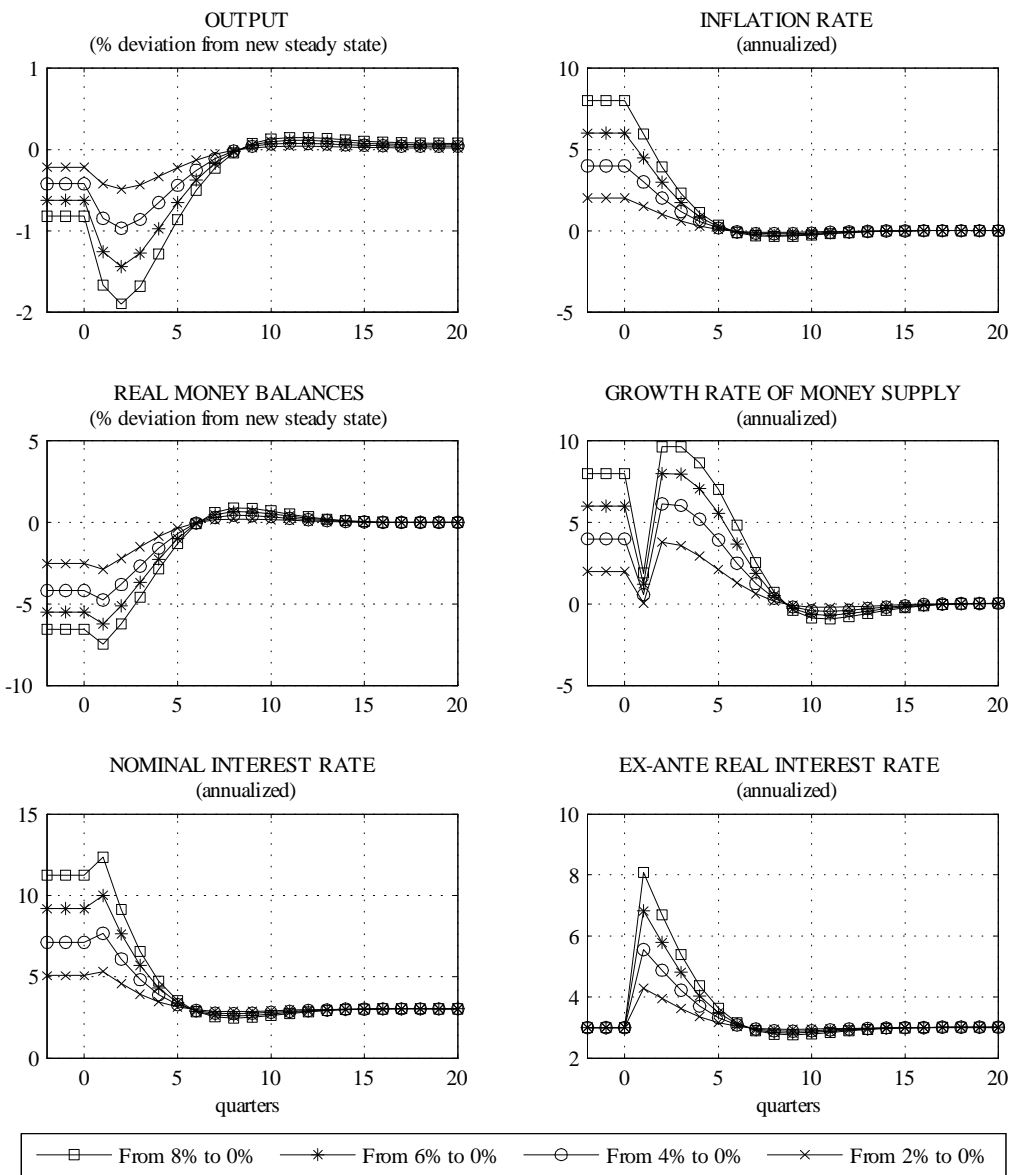 OUTPUT
(% deviation from new steady state)
1
0
-1
-2
0 5 10 15 20
INFLATION RATE
(annualized)
10
5
0
-5
0 5 10 15 20
REAL MONEY BALANCES
(% deviation from new steady state)
5
0
-5
-10
0 5 10 15 20
GROWTH RATE OF MONEY SUPPLY
(annualized)
10
5
0
-5
0 5 10 15 20
NOMINAL INTEREST RATE
(annualized)
15
10
5
0
0 5 10 15 20
quarters
EX-ANTE REAL INTEREST RATE
(annualized)
10
8
6
4
2
0 5 10 15 20
quarters
From 8% to 0% From 6% to 0% From 4% to 0% From 2% to 0%